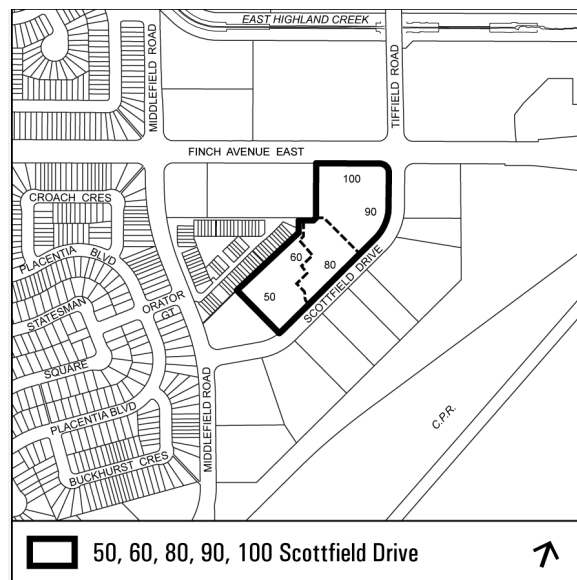 EAST HIGHLAND CREEK
MIDDLEFIELD ROAD
TIFFIELD ROAD
FINCH AVENUE EAST
100
90
CROACH CRES
PLACENTIA BLVD
60
80
50
SCOTTFIELD DRIVE
STATESMAN
SQUARE
ORATOR
GT
MIDDLEFIELD ROAD
PLACENTIA BLVD
BUCKHURST CRES
C.P.R.
50, 60, 80, 90, 100 Scottfield Drive